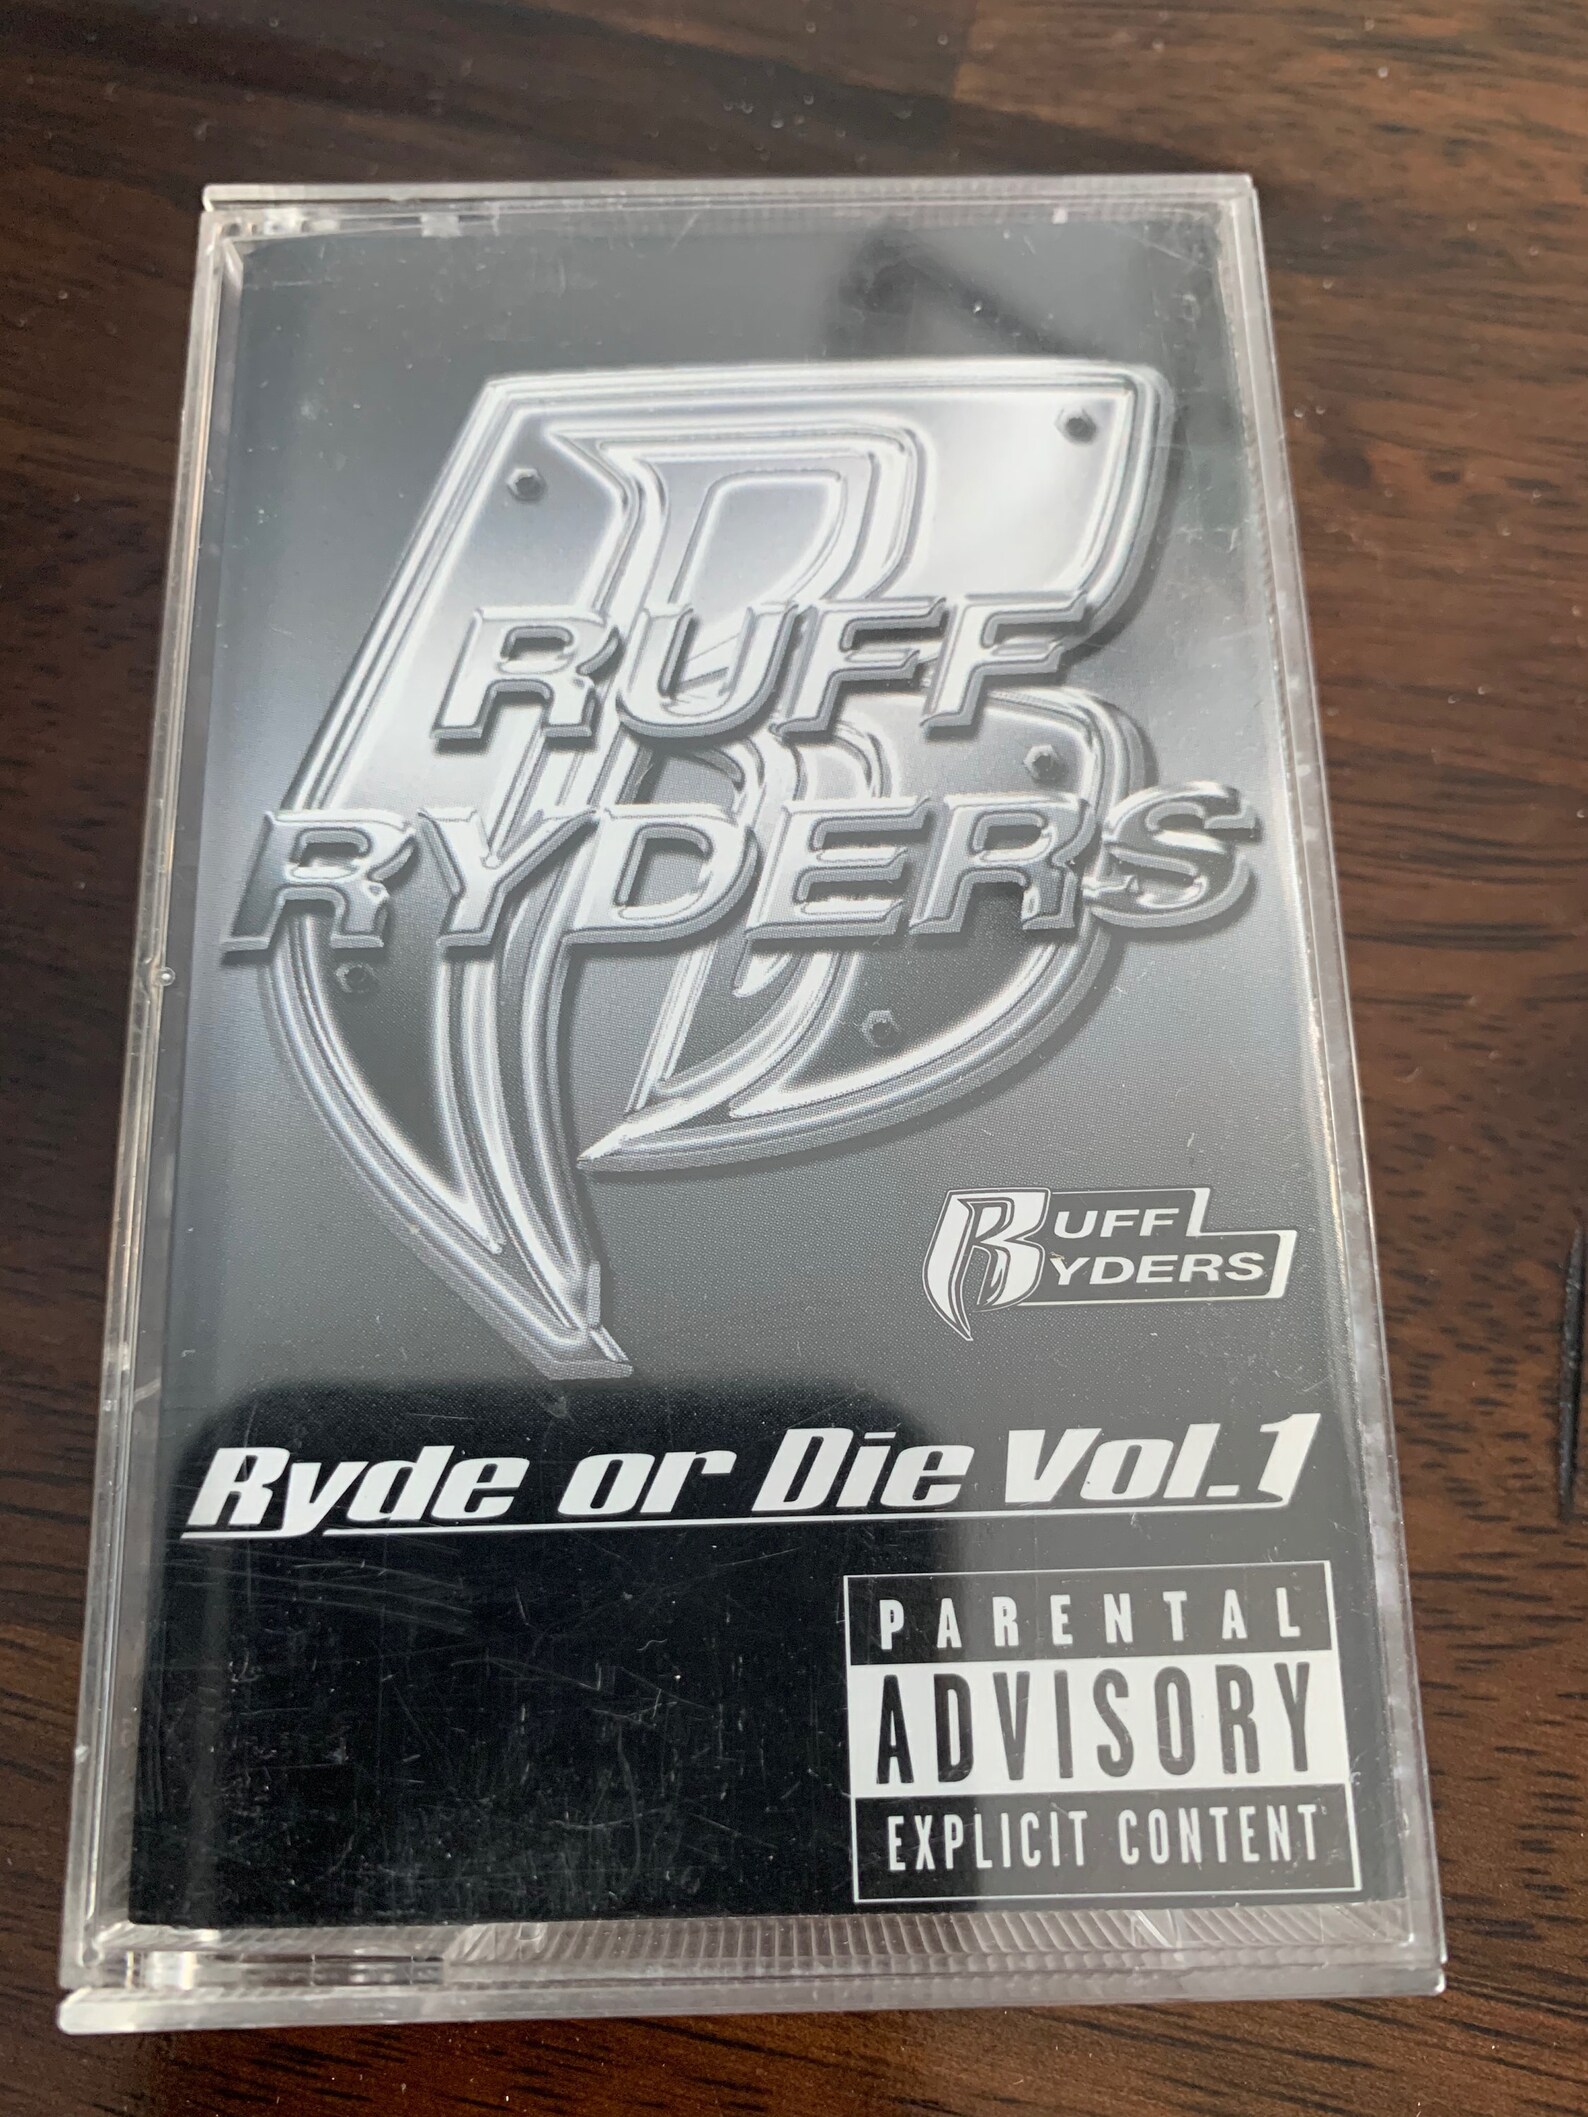 RUFF
RYDERS
RUFF
RYDERS
Ryde or Die Vol.1
PARENTAL
ADVISORY
EXPLICIT CONTENT